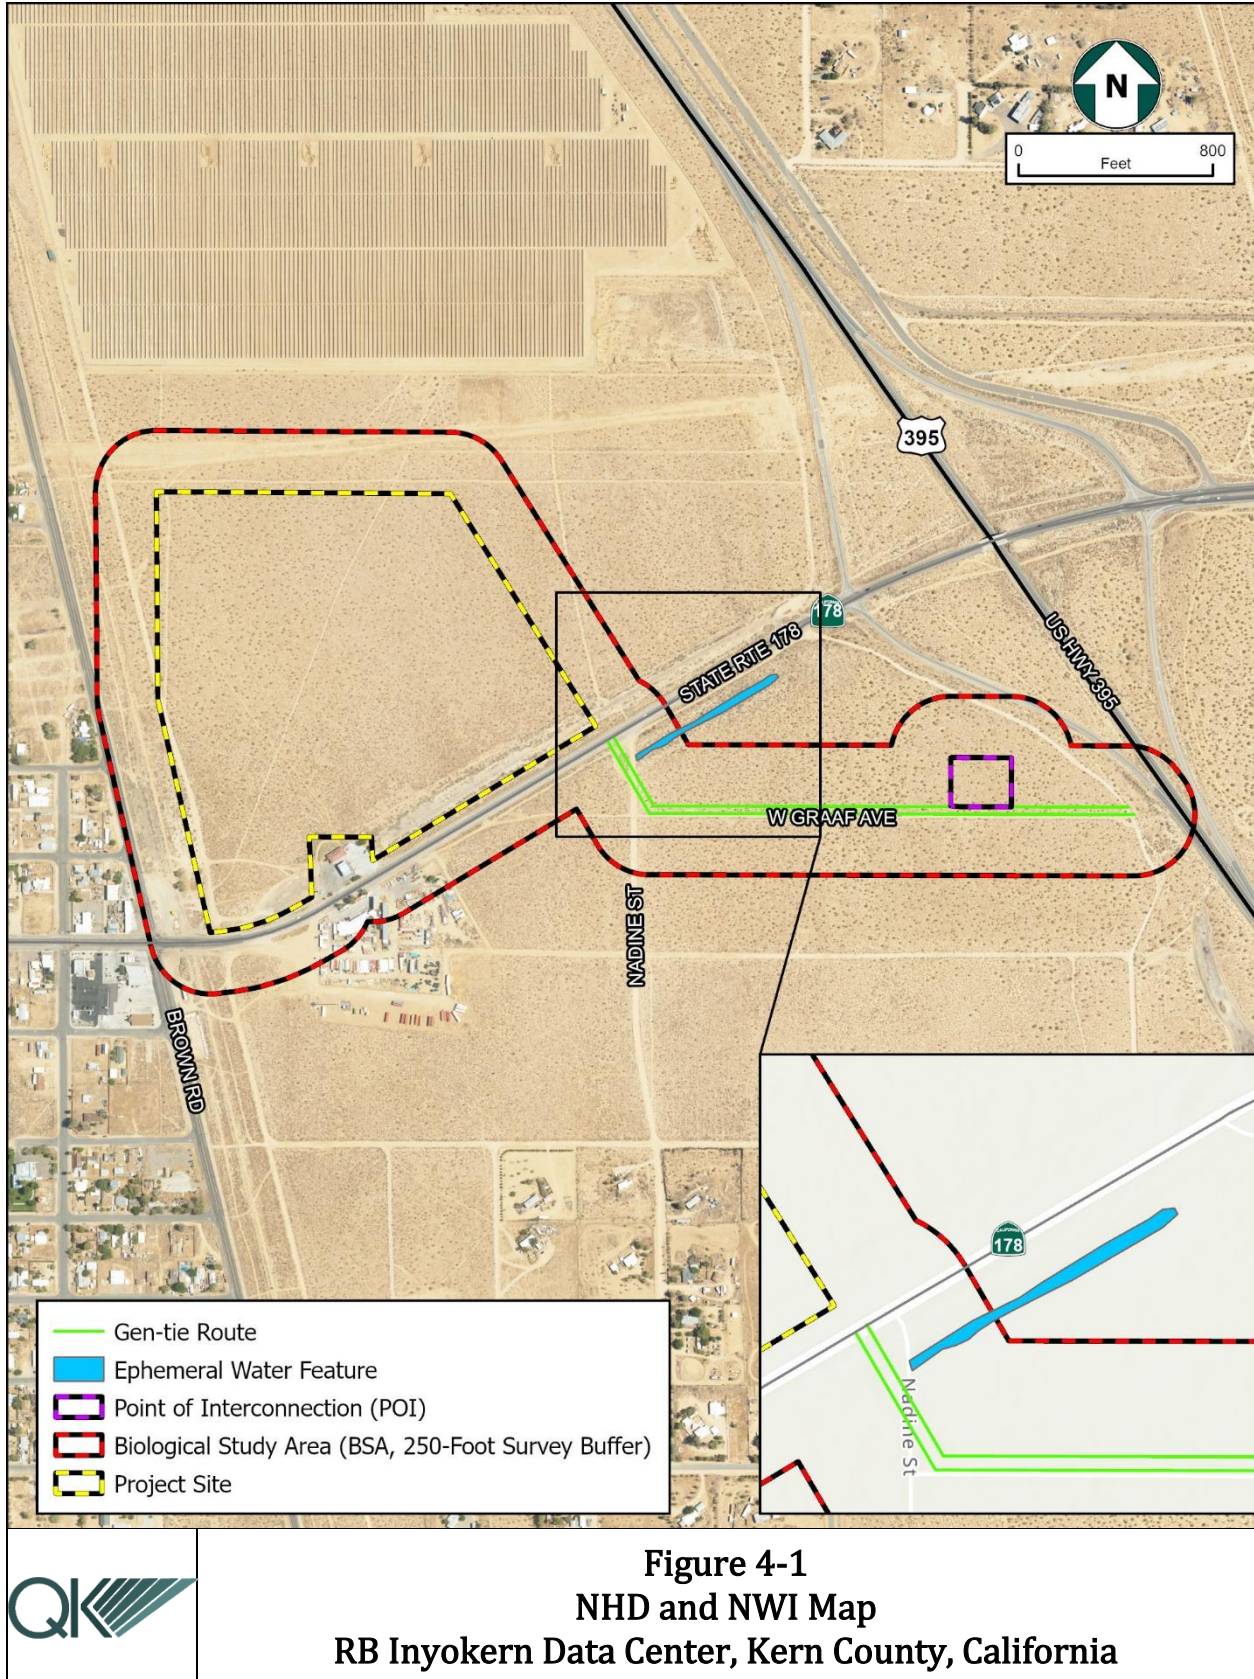 N
0 800
Feet
395
178
STATE RTE 178
US HWY 395
W GRAAF AVE
NADINE ST
BROWN RD
CALIFORNIA
178
Nadine St
Gen-tie Route
Ephemeral Water Feature
Point of Interconnection (POI)
Biological Study Area (BSA, 250-Foot Survey Buffer)
Project Site
QK
Figure 4-1
NHD and NWI Map
RB Inyokern Data Center, Kern County, California